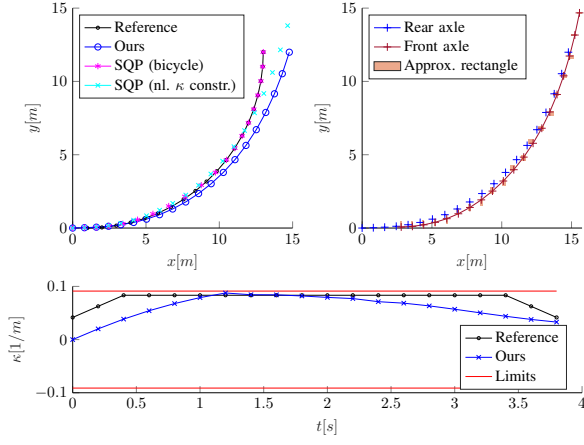 Reference
Ours
SQP (bicycle)
SQP (nl. κ constr.)
15
10
5
0
y[m]
0 5 10 15
x[m]
Rear axle
Front axle
Approx. rectangle
15
10
5
0
y[m]
0 5 10 15
x[m]
0.1
0
−0.1
κ[1/m]
Reference
Ours
Limits
0 0.5 1 1.5 2 2.5 3 3.5 4
t[s]